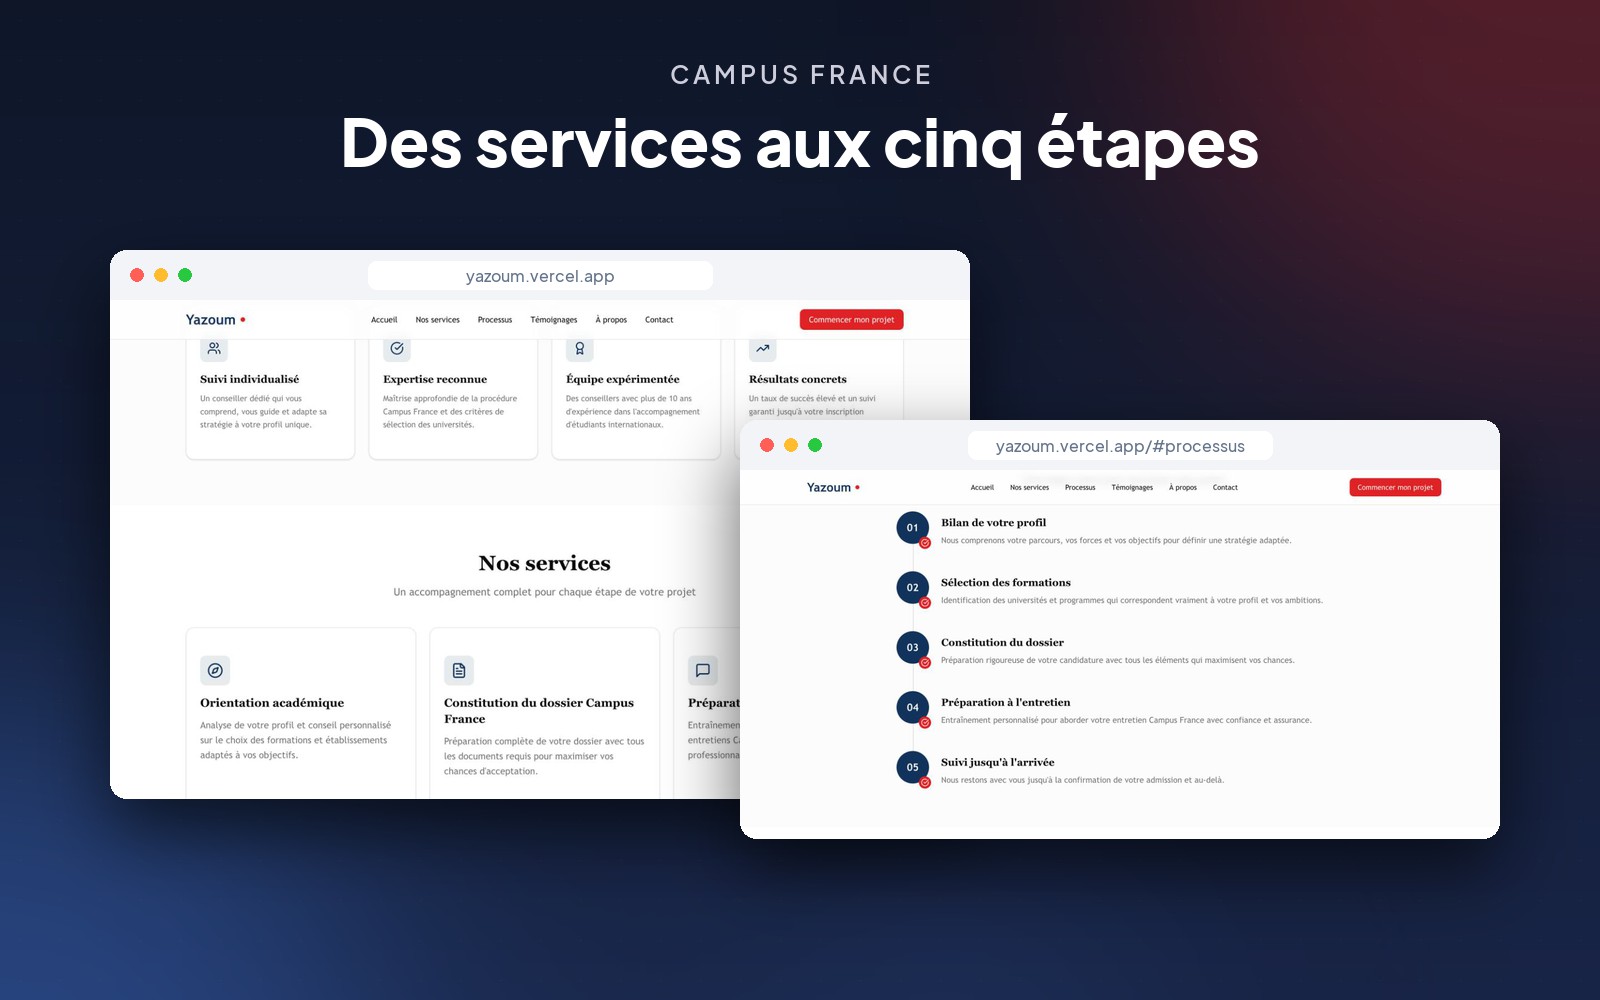 CAMPUS FRANCE
Des services aux cinq étapes
yazoum.vercel.app
Yazoum
Accueil Nos services Processus Témoignages À propos Contact
Commencer mon projet
Suivi individualisé
Un conseiller dédié qui vous
comprend, vous guide et adapte sa
stratégie à votre profil unique.
Expertise reconnue
Maîtrise approfondie de la procédure
Campus France et des critères de
sélection des universités.
Équipe expérimentée
Des conseillers avec plus de 10 ans
d'expérience dans l'accompagnement
d'étudiants internationaux.
Résultats concrets
Un taux de succès élevé et un suivi
garanti jusqu'à votre inscription
Nos services
Un accompagnement complet pour chaque étape de votre projet
Orientation académique
Analyse de votre profil et conseil personnalisé
sur le choix des formations et établissements
adaptés à vos objectifs.
Constitution du dossier Campus
France
Préparation complète de votre dossier avec tous
les documents requis pour maximiser vos
chances d'acceptation.
yazoum.vercel.app/#processus
Yazoum
Accueil Nos services Processus Témoignages À propos Contact
Commencer mon projet
01
Bilan de votre profil
Nous comprenons votre parcours, vos forces et vos objectifs pour définir une stratégie adaptée.
02
Sélection des formations
Identification des universités et programmes qui correspondent vraiment à votre profil et vos ambitions.
03
Constitution du dossier
Préparation rigoureuse de votre candidature avec tous les éléments qui maximisent vos chances.
04
Préparation à l'entretien
Entraînement personnalisé pour aborder votre entretien Campus France avec confiance et assurance.
05
Suivi jusqu'à l'arrivée
Nous restons avec vous jusqu'à la confirmation de votre admission et au-delà.